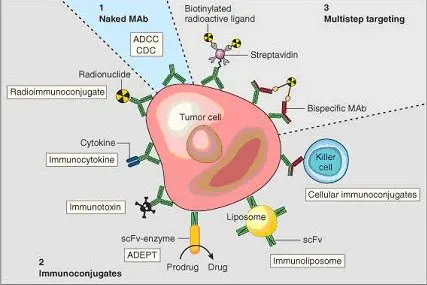 1
Naked MAb
ADCC
CDC
Biotinylated
radioactive ligand
3
Multistep targeting
Streptavidin
Radionuclide
Radioimmunoconjugate
Tumor cell
Bispecific MAb
Cytokine
Immunocytokine
Killer
cell
Cellular immunoconjugates
Immunotoxin
Liposome
scFv-enzyme
scFv
ADEPT
Prodrug Drug
Immunoliposome
2
Immunoconjugates